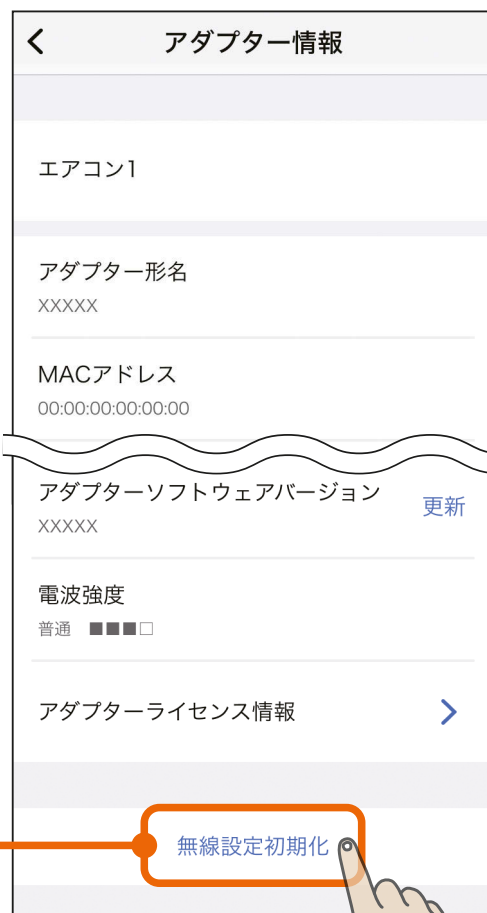 アダプター情報
エアコン1
アダプター形名
XXXXX
MACアドレス
00:00:00:00:00:00
アダプターソフトウェアバージョン
更新
XXXXX
電波強度
普通 ■■■□
アダプターライセンス情報
無線設定初期化